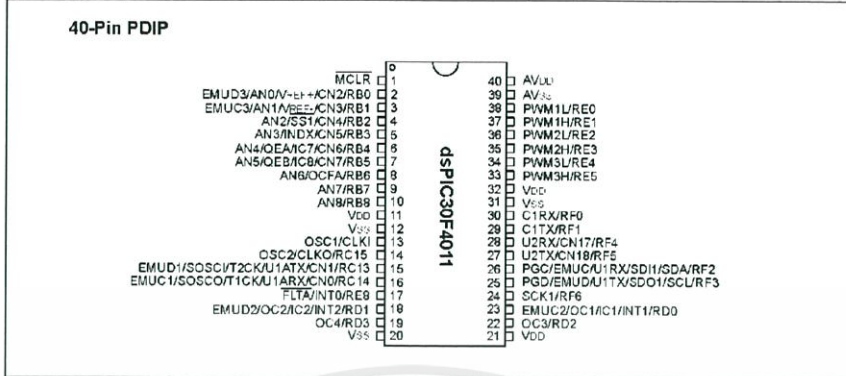 40-Pin PDIP
MCLR 1
EMUD3/AN0/VREF+/CN2/RB0 2
EMUC3/AN1/VREF-/CN3/RB1 3
AN2/SS1/CN4/RB2 4
AN3/INDX/CN5/RB3 5
AN4/QEA/IC7/CN6/RB4 6
AN5/QEB/IC8/CN7/RB5 7
AN6/OCFA/RB6 8
AN7/RB7 9
AN8/RB8 10
VDD 11
VSS 12
OSC1/CLKI 13
OSC2/CLKO/RC15 14
EMUD1/SOSCI/T2CK/U1ATX/CN1/RC13 15
EMUC1/SOSCO/T1CK/U1ARX/CN0/RC14 16
FLTA/INT0/RE8 17
EMUD2/OC2/IC2/INT2/RD1 18
OC4/RD3 19
VSS 20
dsPIC30F4011
40 AVDD
39 AVSS
38 PWM1L/RE0
37 PWM1H/RE1
36 PWM2L/RE2
35 PWM2H/RE3
34 PWM3L/RE4
33 PWM3H/RE5
32 VDD
31 VSS
30 C1RX/RF0
29 C1TX/RF1
28 U2RX/CN17/RF4
27 U2TX/CN18/RF5
26 PGC/EMUC/U1RX/SDI1/SDA/RF2
25 PGD/EMUD/U1TX/SDO1/SCL/RF3
24 SCK1/RF6
23 EMUC2/OC1/IC1/INT1/RD0
22 OC3/RD2
21 VDD